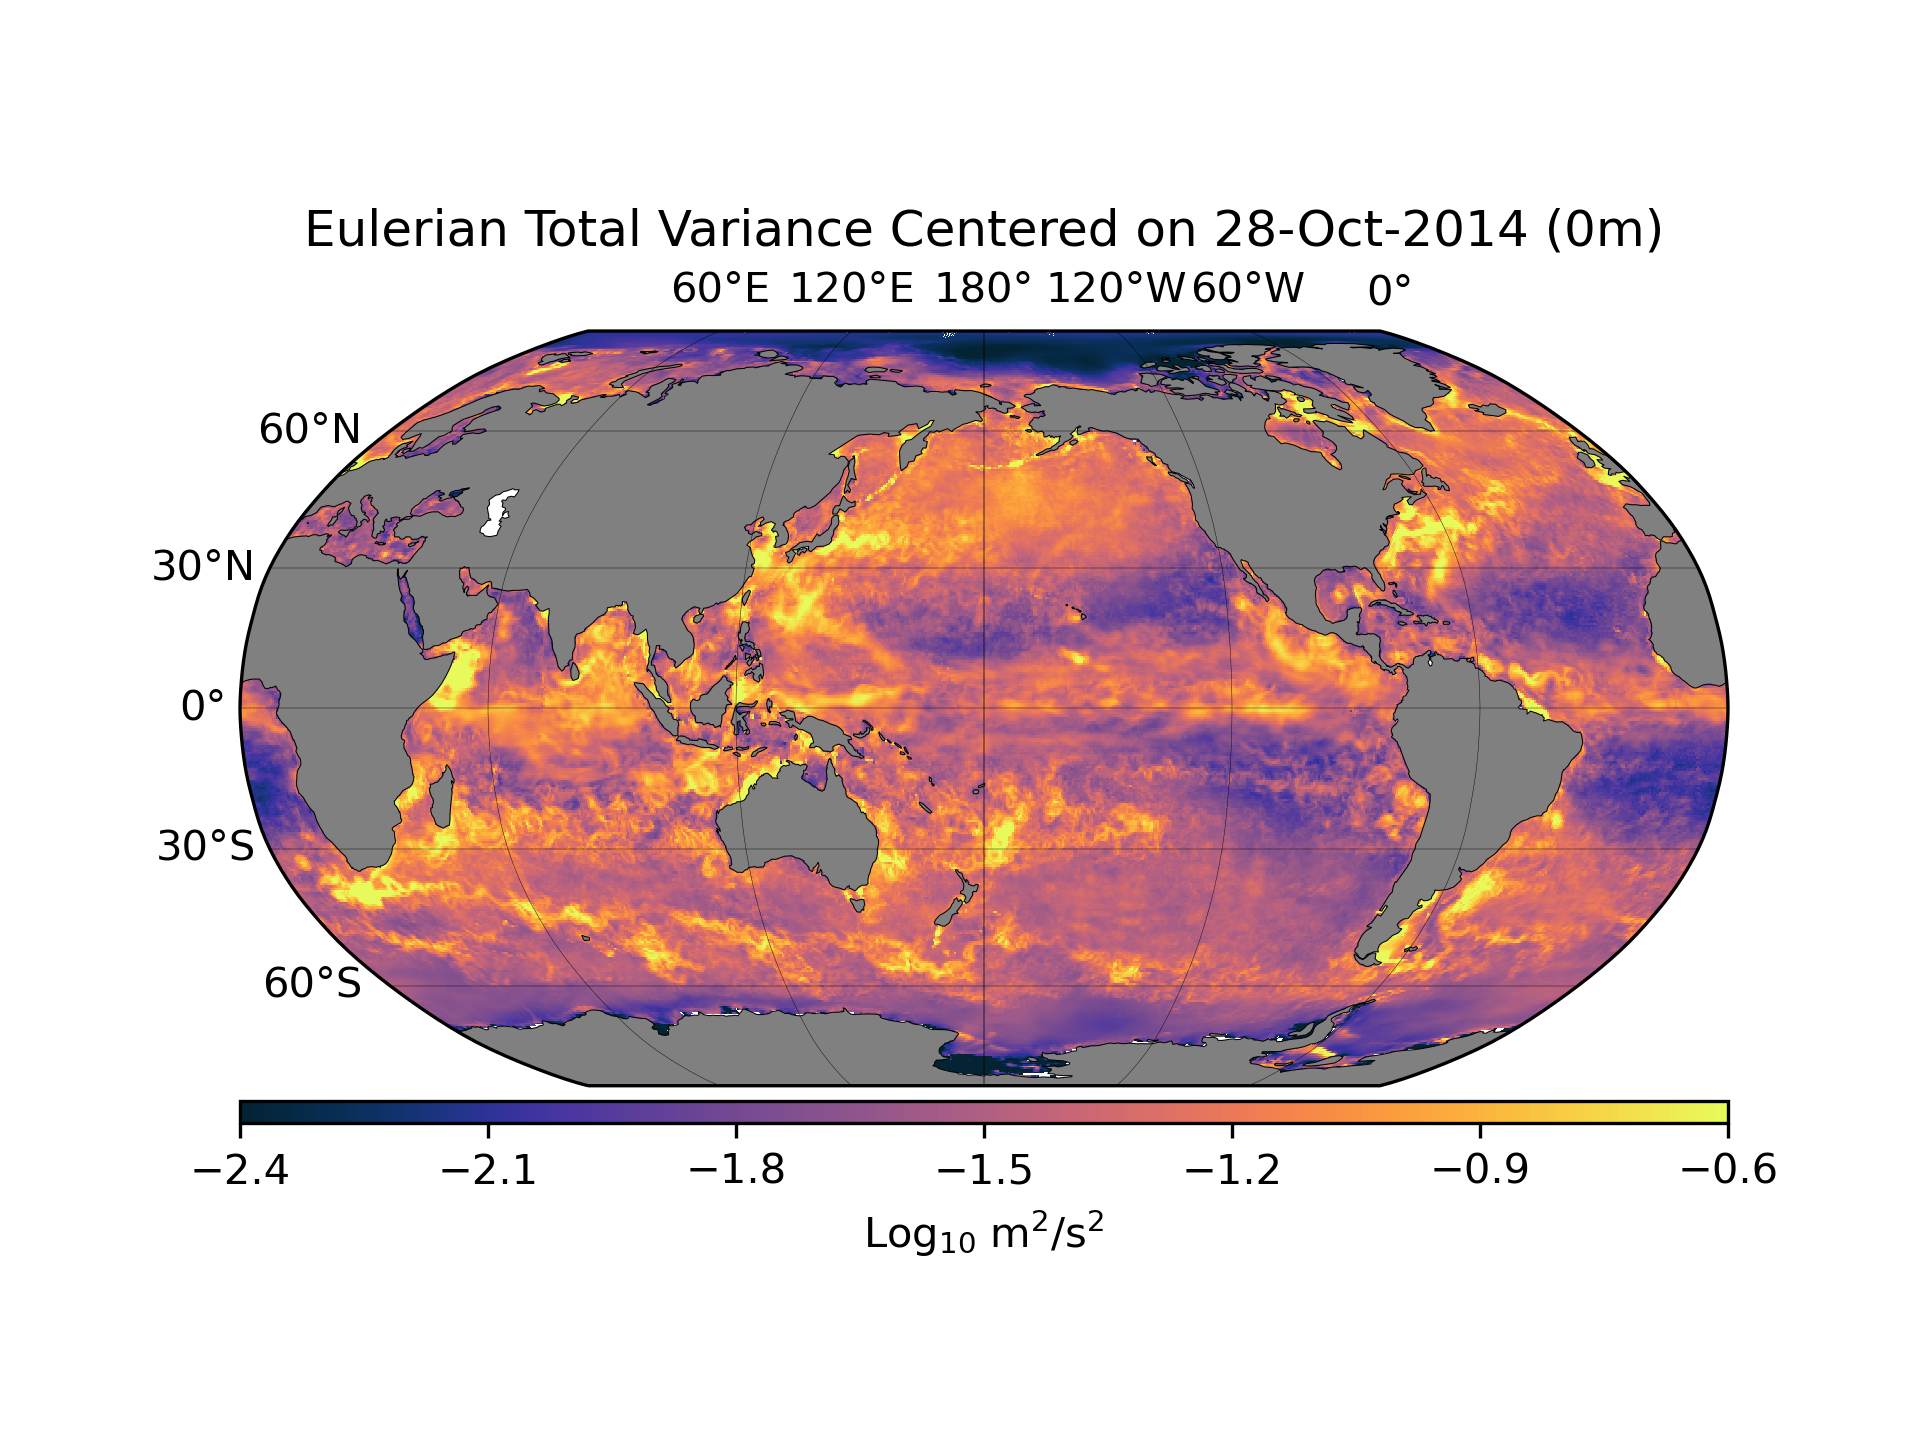 Eulerian Total Variance Centered on 28-Oct-2014 (0m)
60°E 120°E 180° 120°W 60°W 0°
60°N
30°N
0°
30°S
60°S
−2.4 −2.1 −1.8 −1.5 −1.2 −0.9 −0.6
Log₁₀ m²/s²